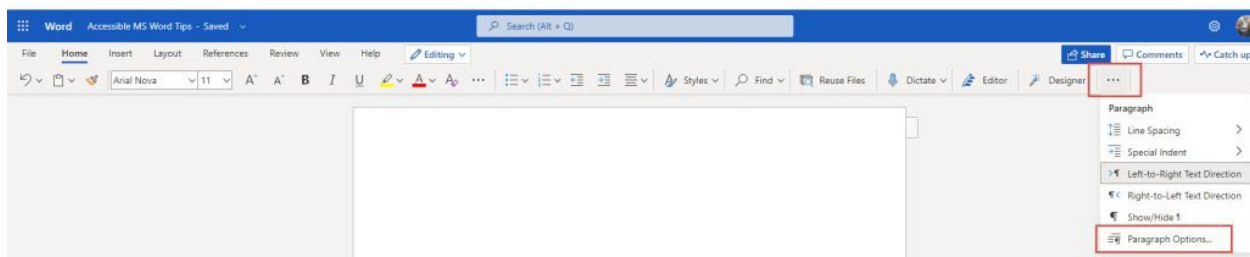 Word Accessible MS Word Tips - Saved Search (Alt + Q)
File Home Insert Layout References Review View Help Editing Share Comments Catch up
Arial Nova 11 A A B I U A A ... Styles Find Reuse Files Dictate Editor Designer ...
Paragraph
Line Spacing
Special Indent
Left-to-Right Text Direction
Right-to-Left Text Direction
Show/Hide ¶
Paragraph Options...